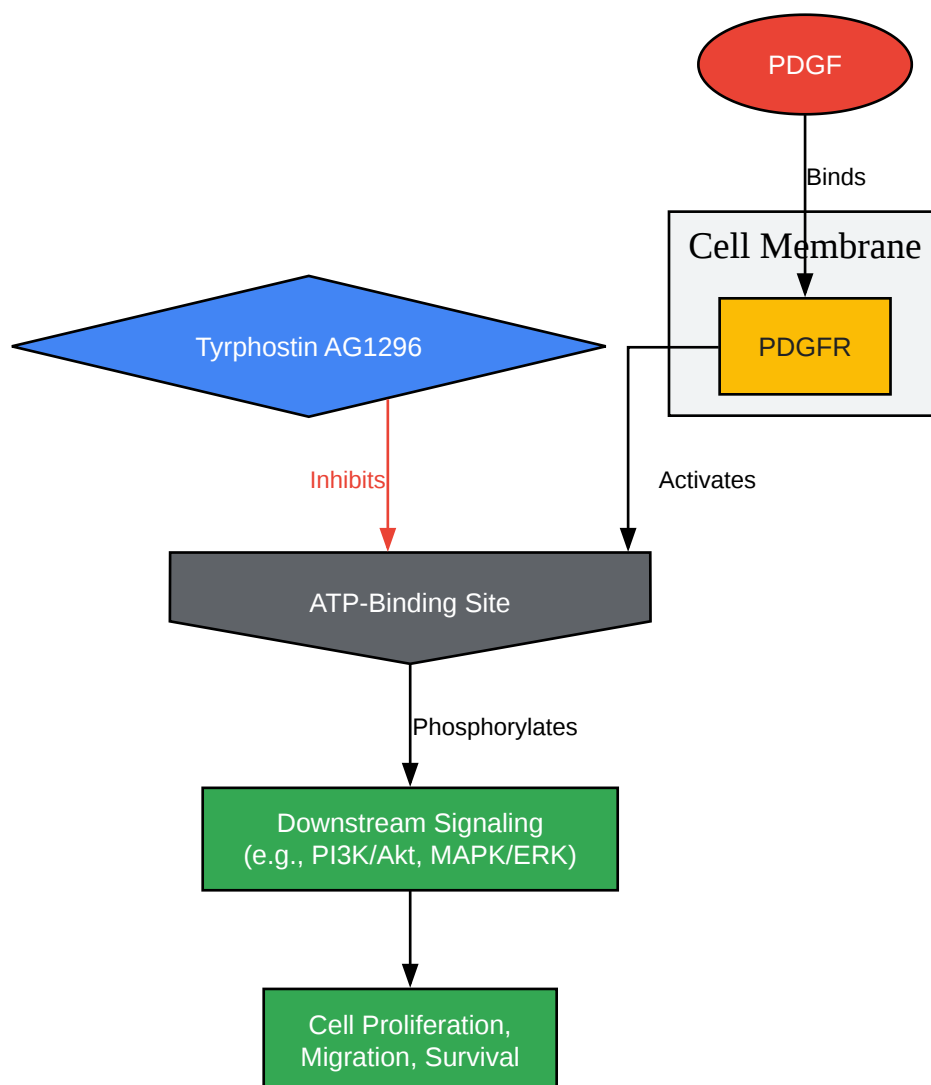 PDGF
Binds
Cell Membrane
Tyrphostin AG1296
PDGFR
Inhibits
Activates
ATP-Binding Site
Phosphorylates
Downstream Signaling
(e.g., PI3K/Akt, MAPK/ERK)
Cell Proliferation,
Migration, Survival